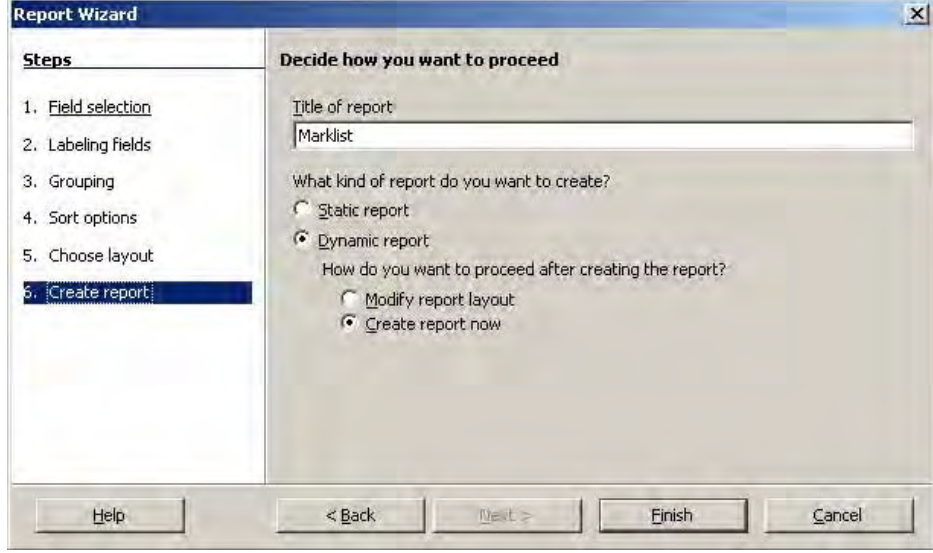 Report Wizard
Steps
1. Field selection
2. Labeling fields
3. Grouping
4. Sort options
5. Choose layout
6. Create report
Decide how you want to proceed
Title of report
Marklist
What kind of report do you want to create?
Static report
Dynamic report
How do you want to proceed after creating the report?
Modify report layout
Create report now
Help
< Back
Next >
Finish
Cancel